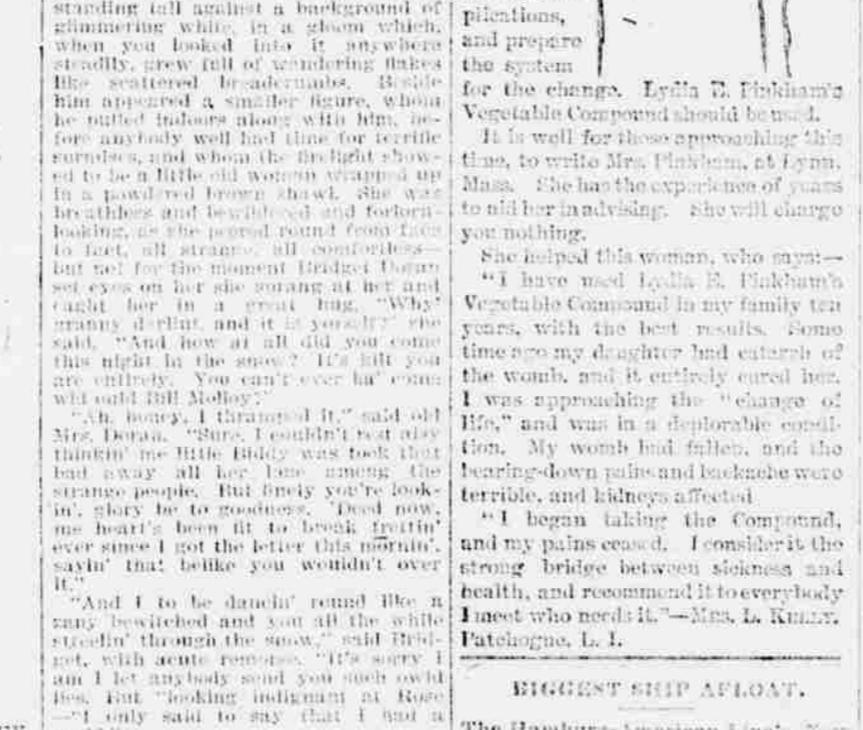 standing tall against a background of
glimmering white, in a gloom which,
when you looked into it anywhere
steadily, grew full of wandering flakes
like scattered breadcrumbs. Beside
him appeared a smaller figure, whom
he pulled indoors along with him, be-
fore anybody well had time for terrific
surmises, and whom the firelight show-
ed to be a little old woman wrapped up
in a powdered brown shawl. She was
breathless and bewildered and forlorn-
looking, as she peered round from face
to fact, all strange, all comfortless—
but not for the moment Bridget Doran
set eyes on her she sprang at her and
caught her in a great hug. "Why'
granny darlint, and it is yorself?" she
said. "And how at all did you come
this night in the snow? It's kilt you
are entirely. You can't ever ha' come
wid ould Bill Molloy?"
"Ah, honey, I thramped it," said old
Mrs. Doran. "Sure, I couldn't rest aisy
thinkin' me little Biddy was took that
bad away all her lone among the
strange people. But finely you're look-
in', glory be to goodness. 'Deed now,
me heart's been fit to break frettin'
ever since I got the letter this mornin',
sayin' that belike you wouldn't over
it."
"And I to be dancin' round like a
zany bewitched and you all the while
streelin' through the snow," said Brid-
get, with acute remorse. "It's sorry I
am I let anybody send you such owld
lies. But "looking indignant at Rose
—"I only said to say that I had a
plications,
and prepare
the system
for the change. Lydia E. Pinkham's
Vegetable Compound should be used.
It is well for those approaching this
time, to write Mrs. Pinkham, at Lynn,
Mass. She has the experience of years
to aid her in advising. She will charge
you nothing.
She helped this woman, who says:—
"I have used Lydia E. Pinkham's
Vegetable Compound in my family ten
years, with the best results. Some
time ago my daughter had catarrh of
the womb, and it entirely cured her.
I was approaching the "change of
life," and was in a deplorable condi-
tion. My womb had fallen, and the
bearing-down pains and backache were
terrible, and kidneys affected
"I began taking the Compound,
and my pains ceased. I consider it the
strong bridge between sickness and
health, and recommend it to everybody
I meet who needs it."—MRS. L. KELLY,
Patchogue, L. I.
BIGGEST SHIP AFLOAT.
The Hamburg-American Line's New